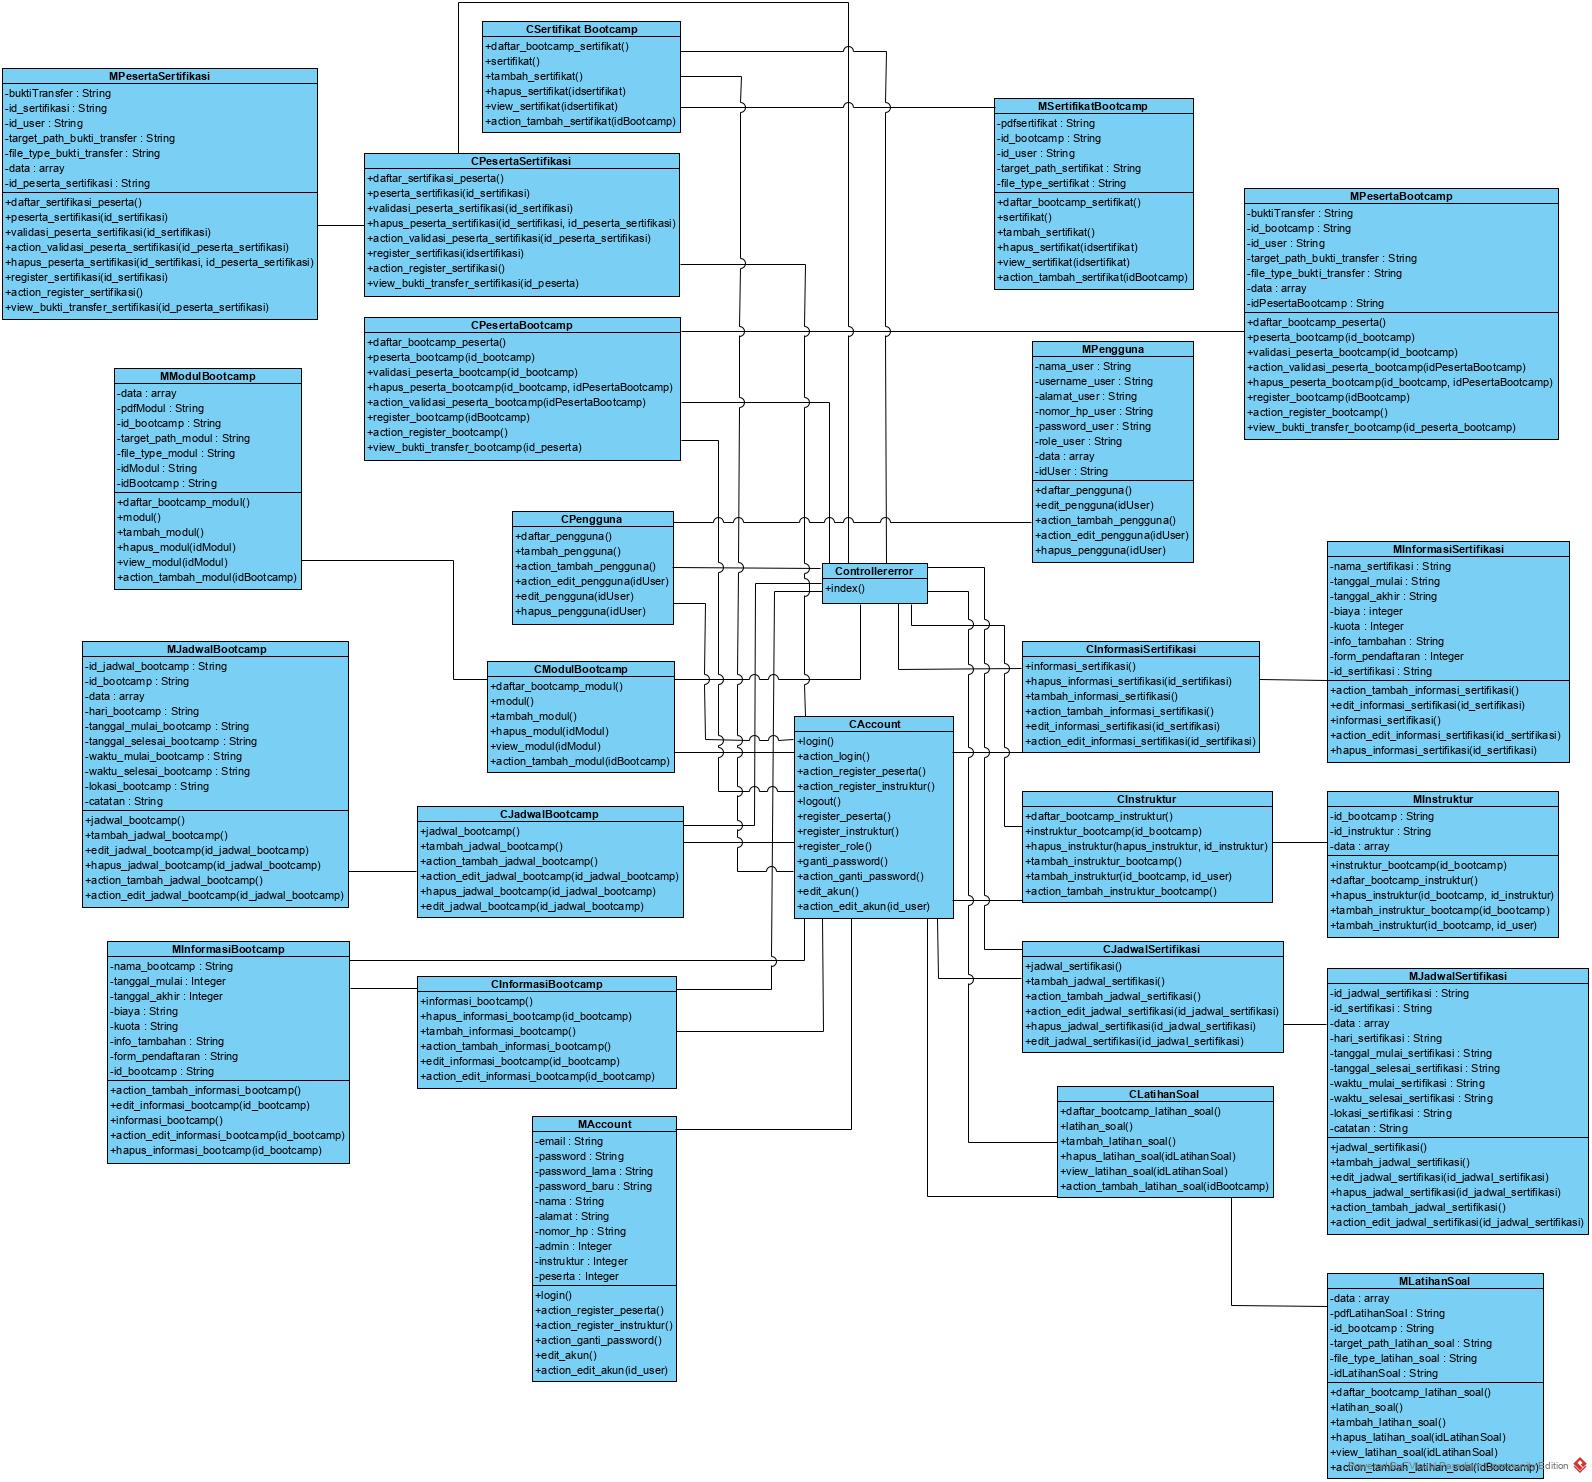 CSertifikat Bootcamp
+daftar_bootcamp_sertifikat()
+sertifikat()
+tambah_sertifikat()
+hapus_sertifikat(idsertifikat)
+view_sertifikat(idsertifikat)
+action_tambah_sertifikat(idBootcamp)
MPesertaSertifikasi
-buktiTransfer : String
-id_sertifikasi : String
-id_user : String
-target_path_bukti_transfer : String
-file_type_bukti_transfer : String
-data : array
-id_peserta_sertifikasi : String
+daftar_sertifikasi_peserta()
+peserta_sertifikasi(id_sertifikasi)
+validasi_peserta_sertifikasi(id_sertifikasi)
+action_validasi_peserta_sertifikasi(id_peserta_sertifikasi)
+hapus_peserta_sertifikasi(id_sertifikasi, id_peserta_sertifikasi)
+register_sertifikasi(id_sertifikasi)
+action_register_sertifikasi()
+view_bukti_transfer_sertifikasi(id_peserta_sertifikasi)
MSertifikatBootcamp
-pdfsertifikat : String
-id_bootcamp : String
-id_user : String
-target_path_sertifikat : String
-file_type_sertifikat : String
+daftar_bootcamp_sertifikat()
+sertifikat()
+tambah_sertifikat()
+hapus_sertifikat(idsertifikat)
+view_sertifikat(idsertifikat)
+action_tambah_sertifikat(idBootcamp)
CPesertaSertifikasi
+daftar_sertifikasi_peserta()
+peserta_sertifikasi(id_sertifikasi)
+validasi_peserta_sertifikasi(id_sertifikasi)
+hapus_peserta_sertifikasi(id_sertifikasi, id_peserta_sertifikasi)
+action_validasi_peserta_sertifikasi(id_peserta_sertifikasi)
+register_sertifikasi(idsertifikasi)
+action_register_sertifikasi()
+view_bukti_transfer_sertifikasi(id_peserta)
MPesertaBootcamp
-buktiTransfer : String
-id_bootcamp : String
-id_user : String
-target_path_bukti_transfer : String
-file_type_bukti_transfer : String
-data : array
-idPesertaBootcamp : String
+daftar_bootcamp_peserta()
+peserta_bootcamp(id_bootcamp)
+validasi_peserta_bootcamp(id_bootcamp)
+action_validasi_peserta_bootcamp(idPesertaBootcamp)
+hapus_peserta_bootcamp(id_bootcamp, idPesertaBootcamp)
+register_bootcamp(idBootcamp)
+action_register_bootcamp()
+view_bukti_transfer_bootcamp(id_peserta_bootcamp)
CPesertaBootcamp
+daftar_bootcamp_peserta()
+peserta_bootcamp(id_bootcamp)
+validasi_peserta_bootcamp(id_bootcamp)
+hapus_peserta_bootcamp(id_bootcamp, idPesertaBootcamp)
+action_validasi_peserta_bootcamp(idPesertaBootcamp)
+register_bootcamp(idBootcamp)
+action_register_bootcamp()
+view_bukti_transfer_bootcamp(id_peserta)
MPengguna
-nama_user : String
-username_user : String
-alamat_user : String
-nomor_hp_user : String
-password_user : String
-role_user : String
-data : array
-idUser : String
+daftar_pengguna()
+edit_pengguna(idUser)
+action_tambah_pengguna()
+action_edit_pengguna(idUser)
+hapus_pengguna(idUser)
MModulBootcamp
-data : array
-pdfModul : String
-id_bootcamp : String
-target_path_modul : String
-file_type_modul : String
-idModul : String
-idBootcamp : String
+daftar_bootcamp_modul()
+modul()
+tambah_modul()
+hapus_modul(idModul)
+view_modul(idModul)
+action_tambah_modul(idBootcamp)
CPengguna
+daftar_pengguna()
+tambah_pengguna()
+action_tambah_pengguna()
+action_edit_pengguna(idUser)
+edit_pengguna(idUser)
+hapus_pengguna(idUser)
Controllererror
+index()
MInformasiSertifikasi
-nama_sertifikasi : String
-tanggal_mulai : String
-tanggal_akhir : String
-biaya : integer
-kuota : Integer
-info_tambahan : String
-form_pendaftaran : Integer
-id_sertifikasi : String
+action_tambah_informasi_sertifikasi()
+edit_informasi_sertifikasi(id_sertifikasi)
+informasi_sertifikasi()
+action_edit_informasi_sertifikasi(id_sertifikasi)
+hapus_informasi_sertifikasi(id_sertifikasi)
MJadwalBootcamp
-id_jadwal_bootcamp : String
-id_bootcamp : String
-data : array
-hari_bootcamp : String
-tanggal_mulai_bootcamp : String
-tanggal_selesai_bootcamp : String
-waktu_mulai_bootcamp : String
-waktu_selesai_bootcamp : String
-lokasi_bootcamp : String
-catatan : String
+jadwal_bootcamp()
+tambah_jadwal_bootcamp()
+edit_jadwal_bootcamp(id_jadwal_bootcamp)
+hapus_jadwal_bootcamp(id_jadwal_bootcamp)
+action_tambah_jadwal_bootcamp()
+action_edit_jadwal_bootcamp(id_jadwal_bootcamp)
CModulBootcamp
+daftar_bootcamp_modul()
+modul()
+tambah_modul()
+hapus_modul(idModul)
+view_modul(idModul)
+action_tambah_modul(idBootcamp)
CInformasiSertifikasi
+informasi_sertifikasi()
+hapus_informasi_sertifikasi(id_sertifikasi)
+tambah_informasi_sertifikasi()
+action_tambah_informasi_sertifikasi()
+edit_informasi_sertifikasi(id_sertifikasi)
+action_edit_informasi_sertifikasi(id_sertifikasi)
CAccount
+login()
+action_login()
+action_register_peserta()
+action_register_instruktur()
+logout()
+register_peserta()
+register_instruktur()
+register_role()
+ganti_password()
+action_ganti_password()
+edit_akun()
+action_edit_akun(id_user)
CJadwalBootcamp
+jadwal_bootcamp()
+tambah_jadwal_bootcamp()
+action_tambah_jadwal_bootcamp()
+action_edit_jadwal_bootcamp(id_jadwal_bootcamp)
+hapus_jadwal_bootcamp(id_jadwal_bootcamp)
+edit_jadwal_bootcamp(id_jadwal_bootcamp)
CInstruktur
+daftar_bootcamp_instruktur()
+instruktur_bootcamp(id_bootcamp)
+hapus_instruktur(hapus_instruktur, id_instruktur)
+tambah_instruktur_bootcamp()
+tambah_instruktur(id_bootcamp, id_user)
+action_tambah_instruktur_bootcamp()
MInstruktur
-id_bootcamp : String
-id_instruktur : String
-data : array
+instruktur_bootcamp(id_bootcamp)
+daftar_bootcamp_instruktur()
+hapus_instruktur(id_bootcamp, id_instruktur)
+tambah_instruktur_bootcamp(id_bootcamp)
+tambah_instruktur(id_bootcamp, id_user)
MInformasiBootcamp
-nama_bootcamp : String
-tanggal_mulai : Integer
-tanggal_akhir : Integer
-biaya : String
-kuota : String
-info_tambahan : String
-form_pendaftaran : String
-id_bootcamp : String
+action_tambah_informasi_bootcamp()
+edit_informasi_bootcamp(id_bootcamp)
+informasi_bootcamp()
+action_edit_informasi_bootcamp(id_bootcamp)
+hapus_informasi_bootcamp(id_bootcamp)
CInformasiBootcamp
+informasi_bootcamp()
+hapus_informasi_bootcamp(id_bootcamp)
+tambah_informasi_bootcamp()
+action_tambah_informasi_bootcamp()
+edit_informasi_bootcamp(id_bootcamp)
+action_edit_informasi_bootcamp(id_bootcamp)
CJadwalSertifikasi
+jadwal_sertifikasi()
+tambah_jadwal_sertifikasi()
+action_tambah_jadwal_sertifikasi()
+action_edit_jadwal_sertifikasi(id_jadwal_sertifikasi)
+hapus_jadwal_sertifikasi(id_jadwal_sertifikasi)
+edit_jadwal_sertifikasi(id_jadwal_sertifikasi)
MJadwalSertifikasi
-id_jadwal_sertifikasi : String
-id_sertifikasi : String
-data : array
-hari_sertifikasi : String
-tanggal_mulai_sertifikasi : String
-tanggal_selesai_sertifikasi : String
-waktu_mulai_sertifikasi : String
-waktu_selesai_sertifikasi : String
-lokasi_sertifikasi : String
-catatan : String
+jadwal_sertifikasi()
+tambah_jadwal_sertifikasi()
+edit_jadwal_sertifikasi(id_jadwal_sertifikasi)
+hapus_jadwal_sertifikasi(id_jadwal_sertifikasi)
+action_tambah_jadwal_sertifikasi()
+action_edit_jadwal_sertifikasi(id_jadwal_sertifikasi)
CLatihanSoal
+daftar_bootcamp_latihan_soal()
+latihan_soal()
+tambah_latihan_soal()
+hapus_latihan_soal(idLatihanSoal)
+view_latihan_soal(idLatihanSoal)
+action_tambah_latihan_soal(idBootcamp)
MAccount
-email : String
-password : String
-password_lama : String
-password_baru : String
-nama : String
-alamat : String
-nomor_hp : String
-admin : Integer
-instruktur : Integer
-peserta : Integer
+login()
+action_register_peserta()
+action_register_instruktur()
+action_ganti_password()
+edit_akun()
+action_edit_akun(id_user)
MLatihanSoal
-data : array
-pdfLatihanSoal : String
-id_bootcamp : String
-target_path_latihan_soal : String
-file_type_latihan_soal : String
-idLatihanSoal : String
+daftar_bootcamp_latihan_soal()
+latihan_soal()
+tambah_latihan_soal()
+hapus_latihan_soal(idLatihanSoal)
+view_latihan_soal(idLatihanSoal)
+action_tambah_latihan_soal(idBootcamp)
Edition